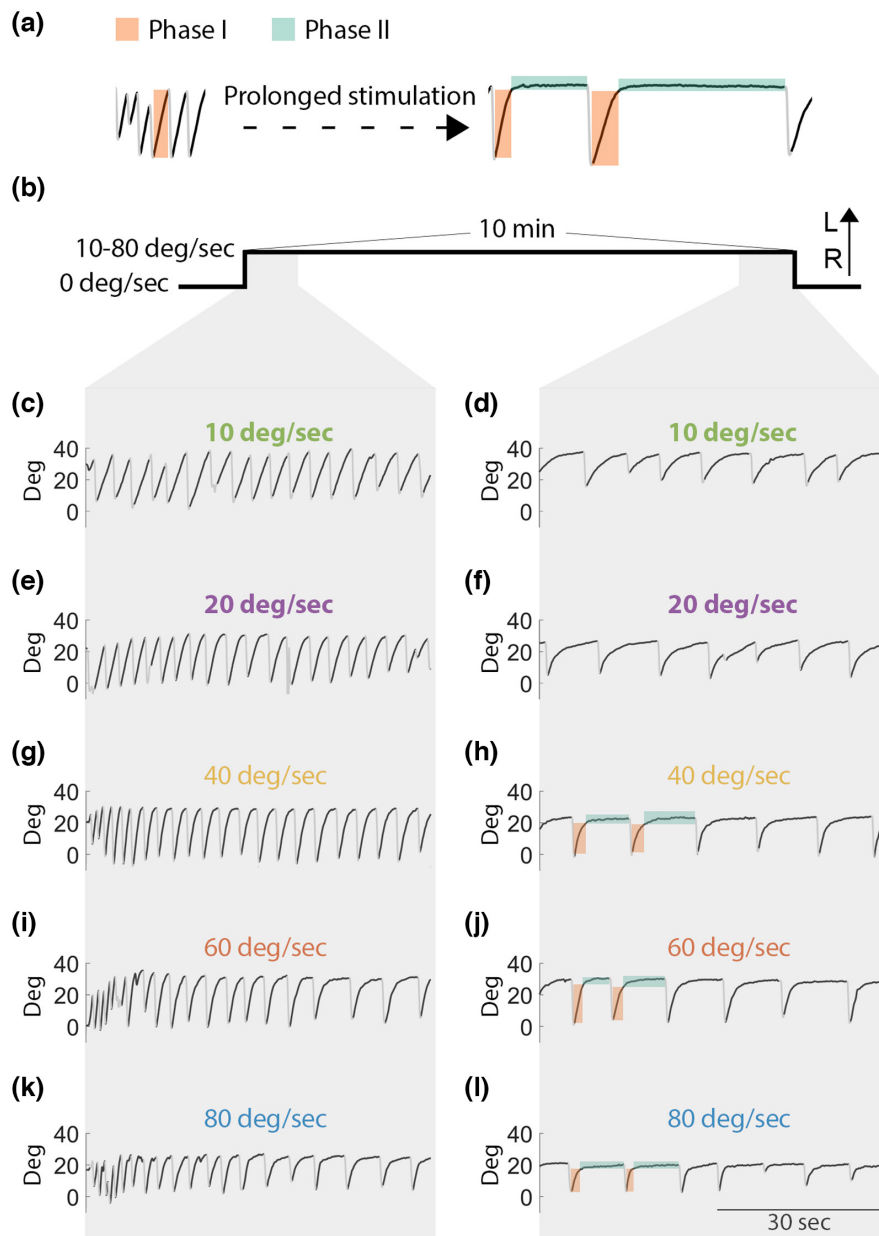 (a)
Phase I
Phase II
Prolonged stimulation
(b)
10 min
L
10-80 deg/sec
R
0 deg/sec
(c)
10 deg/sec
40
20
0
Deg
(d)
10 deg/sec
40
20
0
Deg
(e)
20 deg/sec
40
20
0
Deg
(f)
20 deg/sec
40
20
0
Deg
(g)
40 deg/sec
40
20
0
Deg
(h)
40 deg/sec
40
20
0
Deg
(i)
60 deg/sec
40
20
0
Deg
(j)
60 deg/sec
40
20
0
Deg
(k)
80 deg/sec
40
20
0
Deg
(l)
80 deg/sec
40
20
0
Deg
30 sec